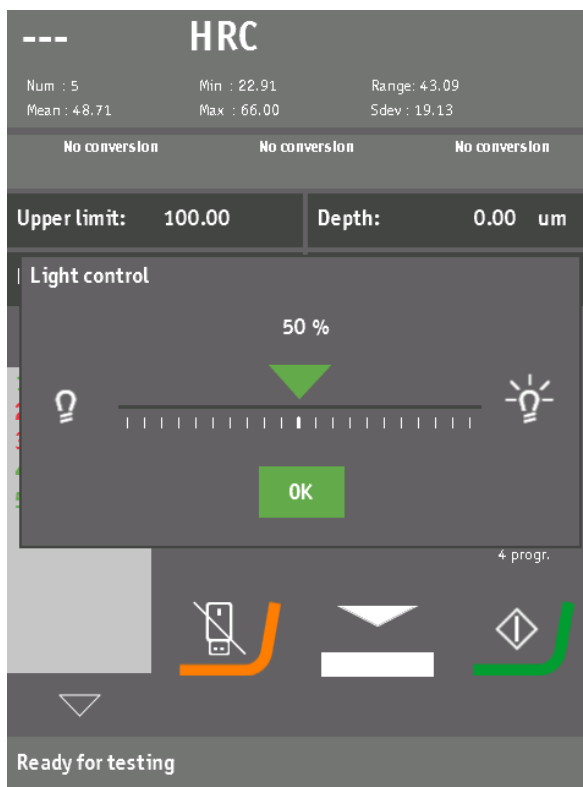 --- HRC
Num : 5 Min : 22.91 Range: 43.09
Mean : 48.71 Max : 66.00 Sdev : 19.13
No conversion No conversion No conversion
Upper limit: 100.00 Depth: 0.00 um
Light control
50 %
OK
4 progr.
Ready for testing